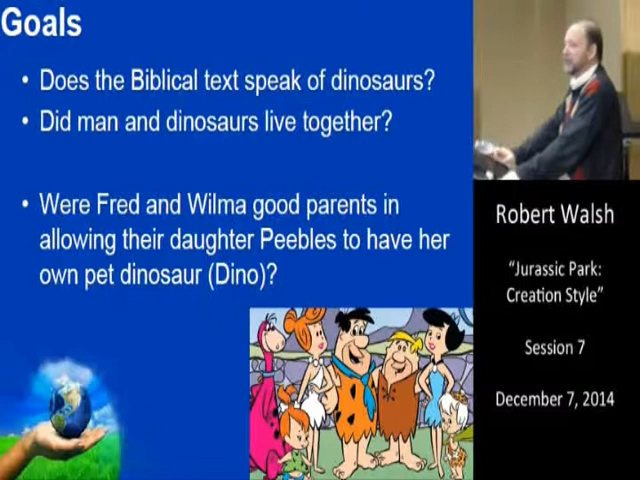 Goals
• Does the Biblical text speak of dinosaurs?
• Did man and dinosaurs live together?
• Were Fred and Wilma good parents in
allowing their daughter Peebles to have her
own pet dinosaur (Dino)?
Robert Walsh
“Jurassic Park:
Creation Style”
Session 7
December 7, 2014